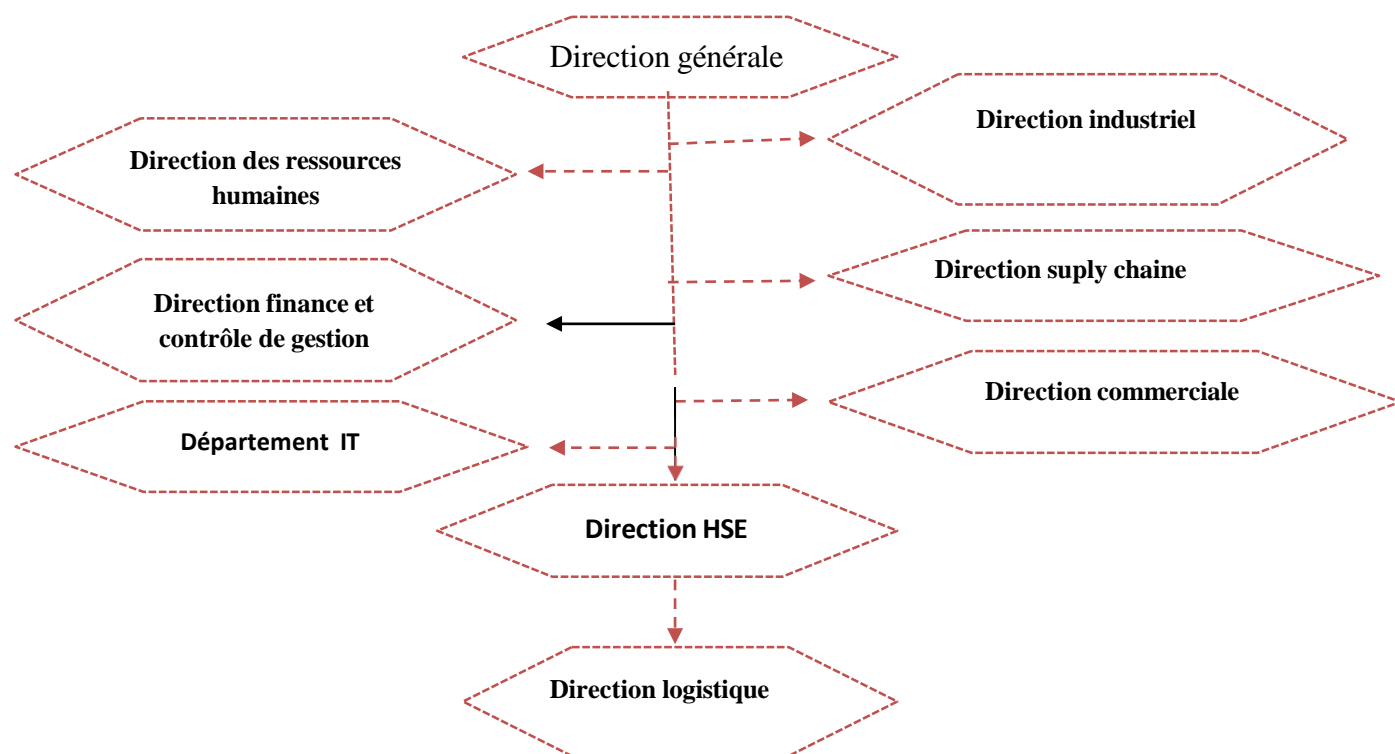 Direction générale
Direction industriel
Direction des ressources
humaines
Direction suply chaine
Direction finance et
contrôle de gestion
Direction commerciale
Département IT
Direction HSE
Direction logistique